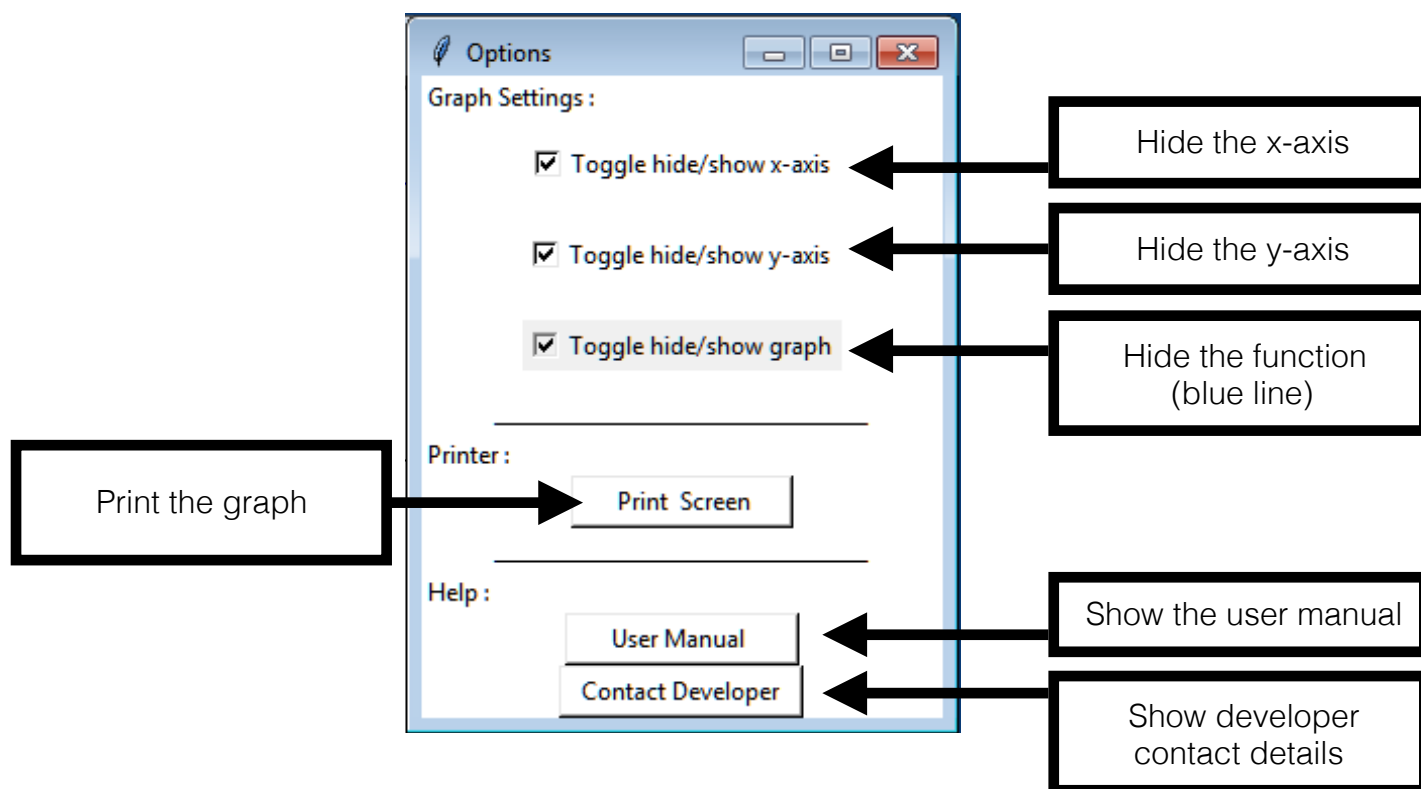 Options
Graph Settings :
Toggle hide/show x-axis
Hide the x-axis
Toggle hide/show y-axis
Hide the y-axis
Toggle hide/show graph
Hide the function
(blue line)
Printer :
Print the graph
Print Screen
Help :
User Manual
Show the user manual
Contact Developer
Show developer
contact details